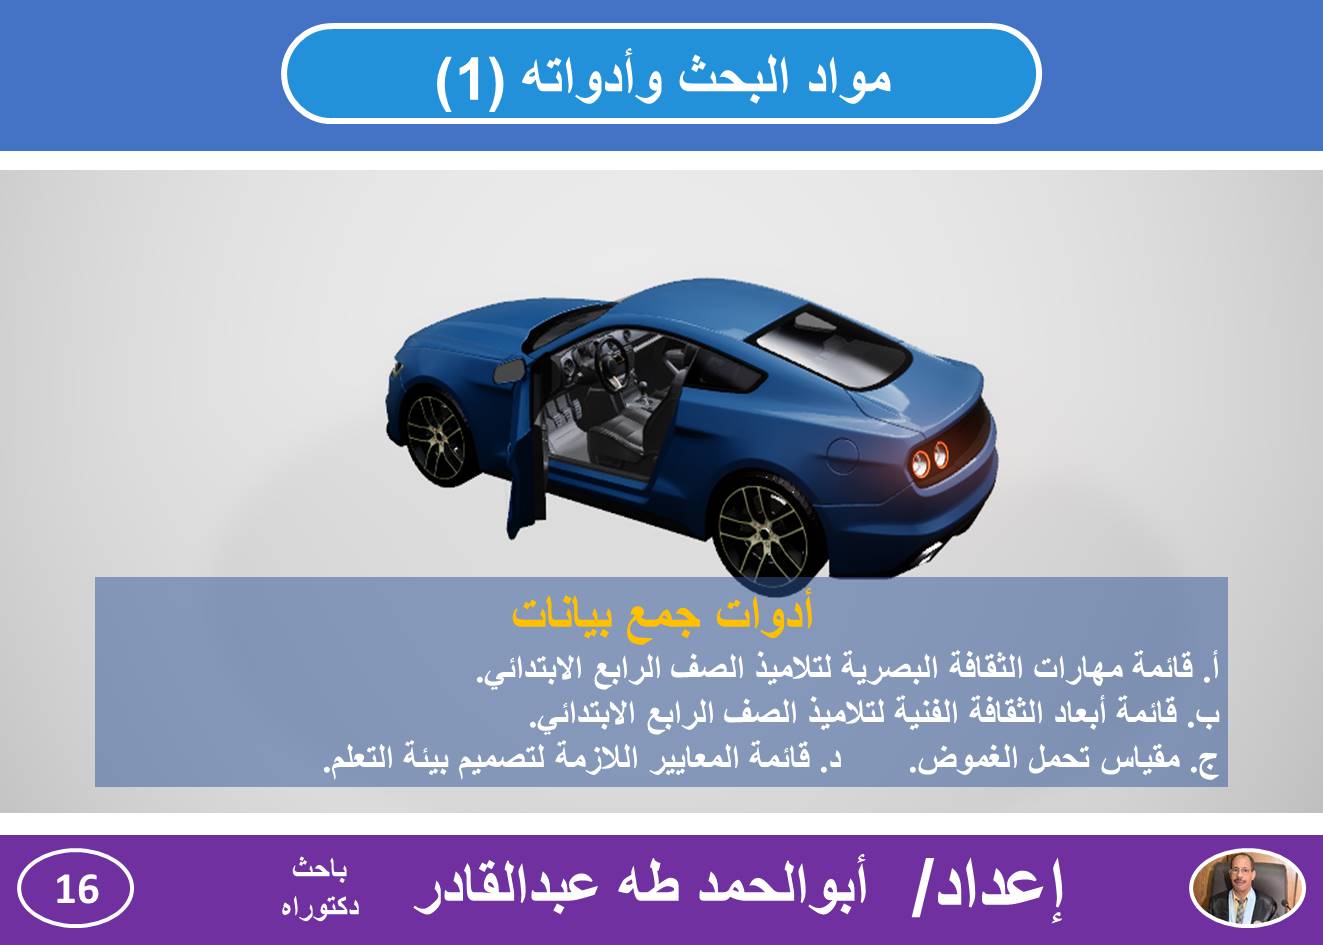 مواد البحث وأدواته (1)
أدوات جمع بيانات
أ. قائمة مهارات الثقافة البصرية لتلاميذ الصف الرابع الابتدائي.
ب. قائمة أبعاد الثقافة الفنية لتلاميذ الصف الرابع الابتدائي.
ج. مقياس تحمل الغموض. د. قائمة المعايير اللازمة لتصميم بيئة التعلم.
إعداد/ أبوالحمد طه عبدالقادر
باحث
دكتوراه
16